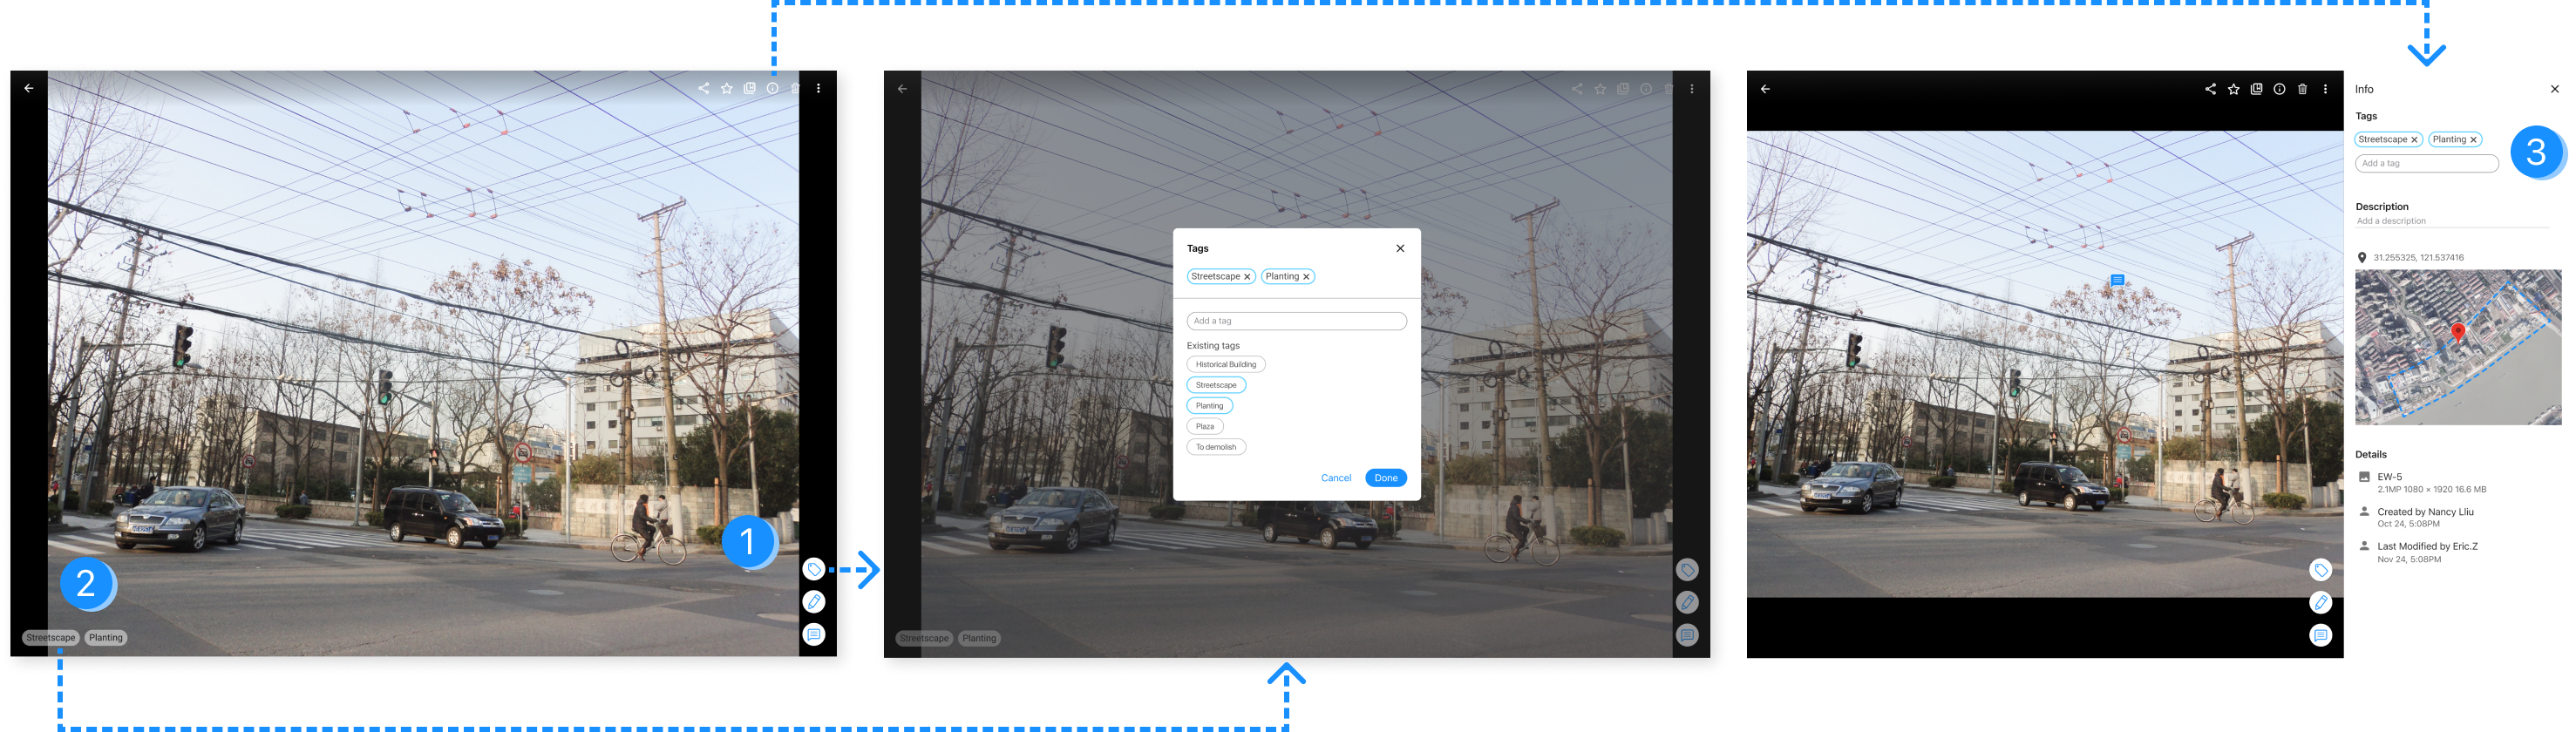 1
2
Streetscape Planting
Tags
Streetscape Planting
Add a tag
Existing tags
Historical Building
Streetscape
Planting
Plaza
To demolish
Cancel Done
Streetscape Planting
Info
Tags
Streetscape Planting
3
Add a tag
Description
Add a description
31.255325, 121.537416
Details
EW-5
2.1MP 1080 × 1920 16.6 MB
Created by Nancy Lliu
Oct 24, 5:08PM
Last Modified by Eric.Z
Nov 24, 5:08PM